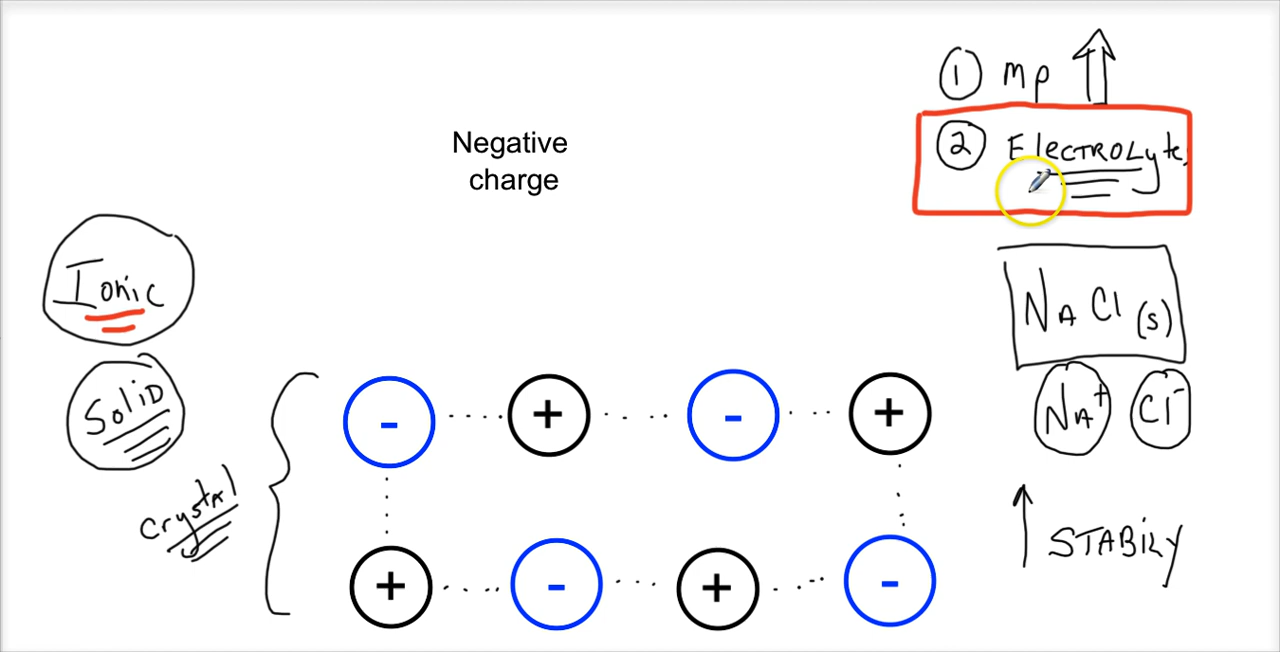 ① mp
② Electrolyte
Negative
charge
Ionic
NaCl (s)
Solid
- + - +
Na⁺ Cl⁻
Crystal
STABILY
+ - + -